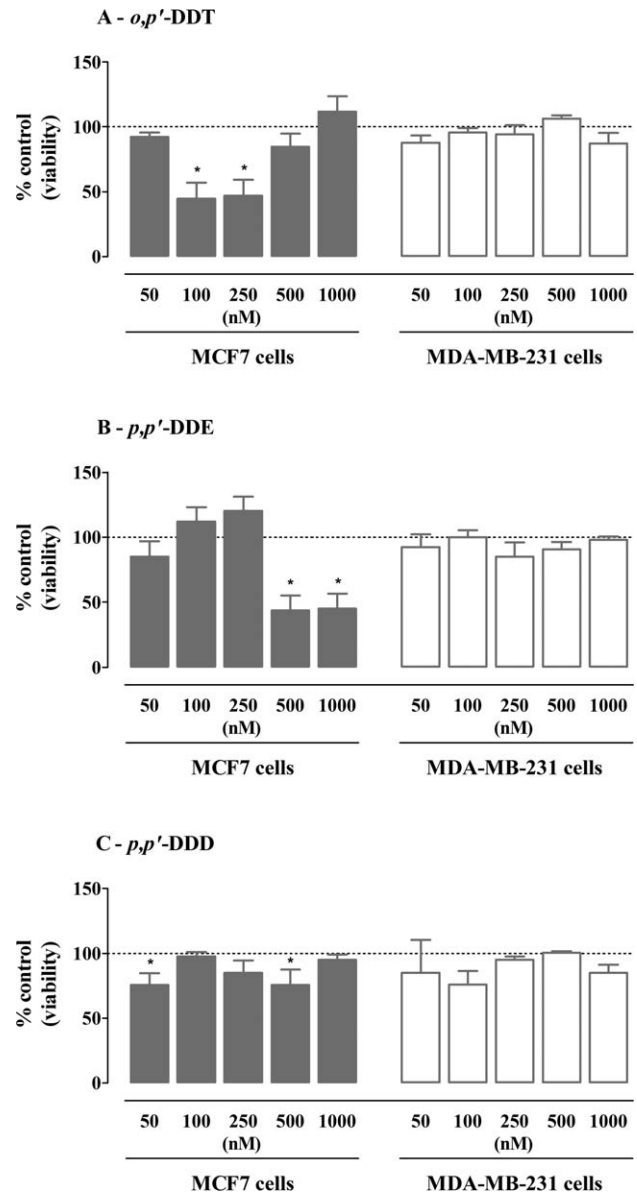 A - o,p'-DDT
150
100
50
0
% control
(viability)
* *
50 100 250 500 1000 50 100 250 500 1000
(nM) (nM)
MCF7 cells MDA-MB-231 cells
B - p,p'-DDE
150
100
50
0
% control
(viability)
* *
50 100 250 500 1000 50 100 250 500 1000
(nM) (nM)
MCF7 cells MDA-MB-231 cells
C - p,p'-DDD
150
100
50
0
% control
(viability)
* *
50 100 250 500 1000 50 100 250 500 1000
(nM) (nM)
MCF7 cells MDA-MB-231 cells